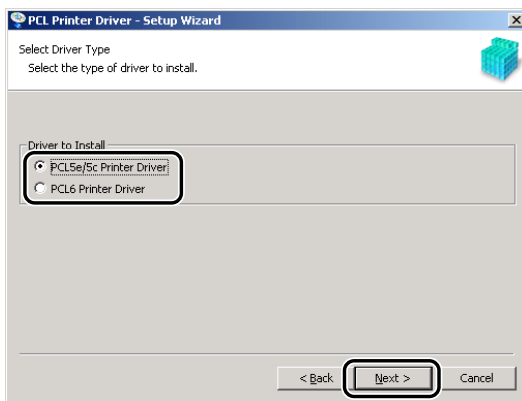 PCL Printer Driver - Setup Wizard
Select Driver Type
Select the type of driver to install.
Driver to Install
PCL5e/5c Printer Driver
PCL6 Printer Driver
< Back Next > Cancel